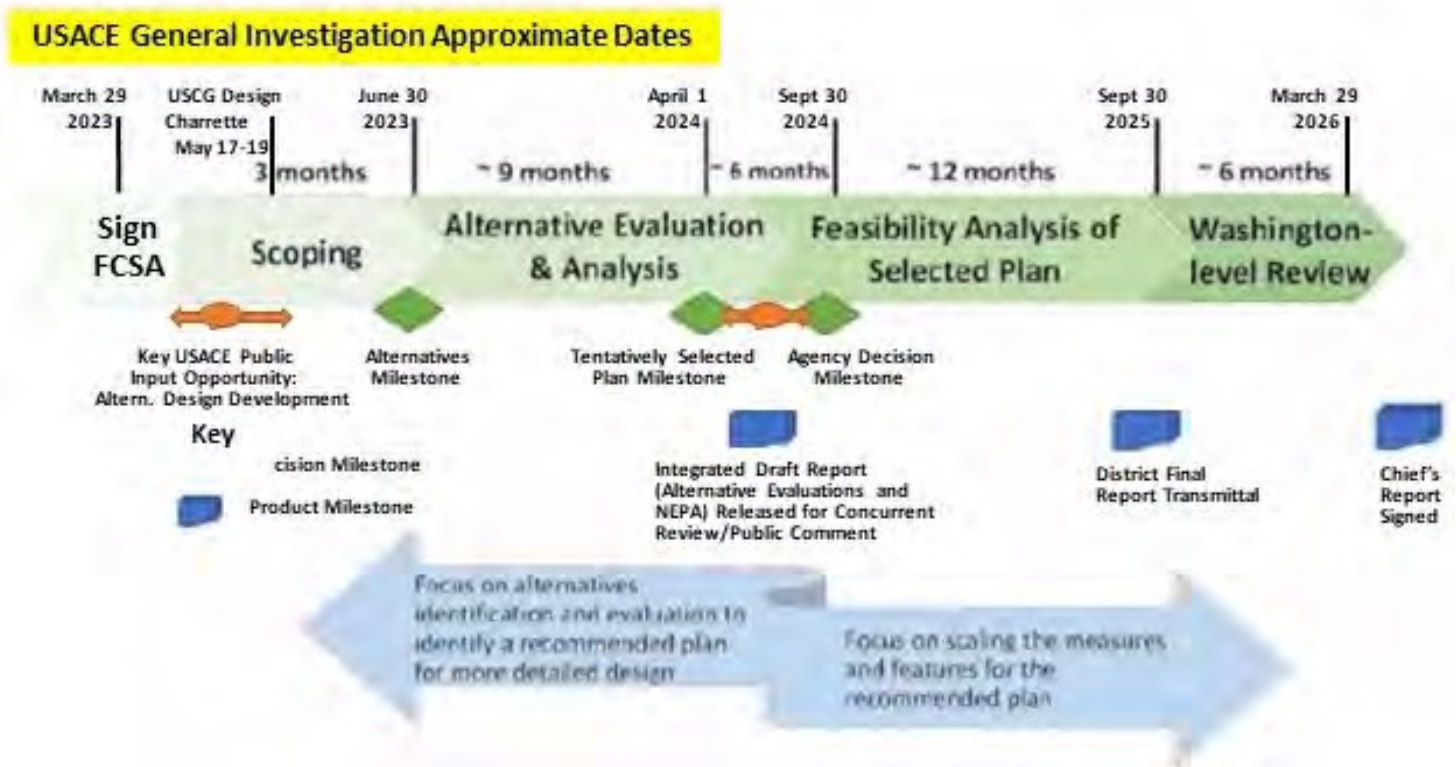 USACE General Investigation Approximate Dates
March 29
2023
USCG Design
Charrette
May 17-19
June 30
2023
April 1
2024
Sept 30
2024
Sept 30
2025
March 29
2026
3 months
~ 9 months
~ 6 months
~ 12 months
~ 6 months
Sign
FCSA
Scoping
Alternative Evaluation
& Analysis
Feasibility Analysis of
Selected Plan
Washington-
level Review
Key USACE Public
Input Opportunity:
Altern. Design Development
Alternatives
Milestone
Tentatively Selected
Plan Milestone
Agency Decision
Milestone
Key
cision Milestone
Product Milestone
Integrated Draft Report
(Alternative Evaluations and
NEPA) Released for Concurrent
Review/Public Comment
District Final
Report Transmittal
Chief's
Report
Signed
Focus on alternatives
identification and evaluation to
identify a recommended plan
for more detailed design
Focus on scaling the measures
and features for the
recommended plan